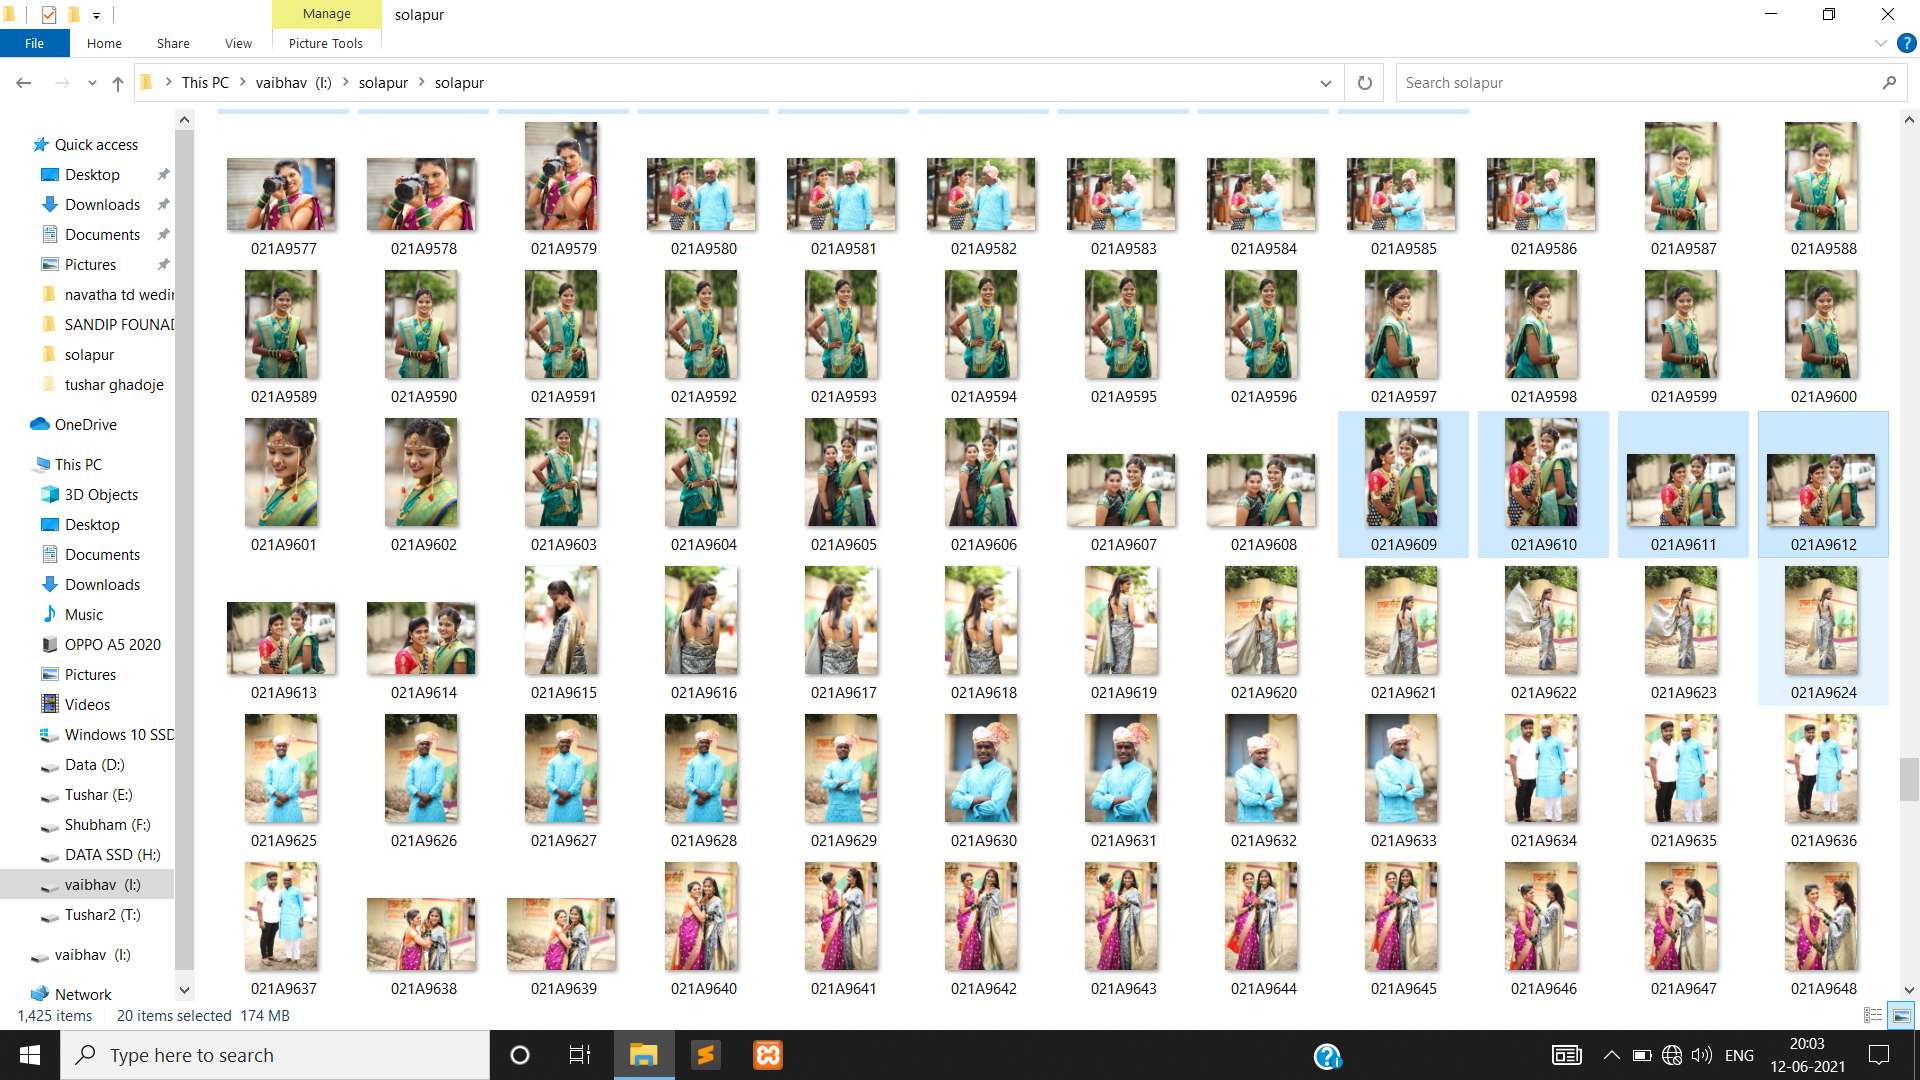 Manage
solapur
File
Home
Share
View
Picture Tools
This PC
vaibhav (I:)
solapur
solapur
Search solapur
Quick access
Desktop
Downloads
Documents
Pictures
navatha td wedin
SANDIP FOUNAD
solapur
tushar ghadoje
OneDrive
This PC
3D Objects
Desktop
Documents
Downloads
Music
OPPO A5 2020
Pictures
Videos
Windows 10 SSD
Data (D:)
Tushar (E:)
Shubham (F:)
DATA SSD (H:)
vaibhav (I:)
Tushar2 (T:)
vaibhav (I:)
Network
021A9577 021A9578 021A9579 021A9580 021A9581 021A9582 021A9583 021A9584 021A9585 021A9586 021A9587 021A9588
021A9589 021A9590 021A9591 021A9592 021A9593 021A9594 021A9595 021A9596 021A9597 021A9598 021A9599 021A9600
021A9601 021A9602 021A9603 021A9604 021A9605 021A9606 021A9607 021A9608 021A9609 021A9610 021A9611 021A9612
021A9613 021A9614 021A9615 021A9616 021A9617 021A9618 021A9619 021A9620 021A9621 021A9622 021A9623 021A9624
021A9625 021A9626 021A9627 021A9628 021A9629 021A9630 021A9631 021A9632 021A9633 021A9634 021A9635 021A9636
021A9637 021A9638 021A9639 021A9640 021A9641 021A9642 021A9643 021A9644 021A9645 021A9646 021A9647 021A9648
1,425 items
20 items selected 174 MB
Type here to search
ENG
20:03
12-06-2021